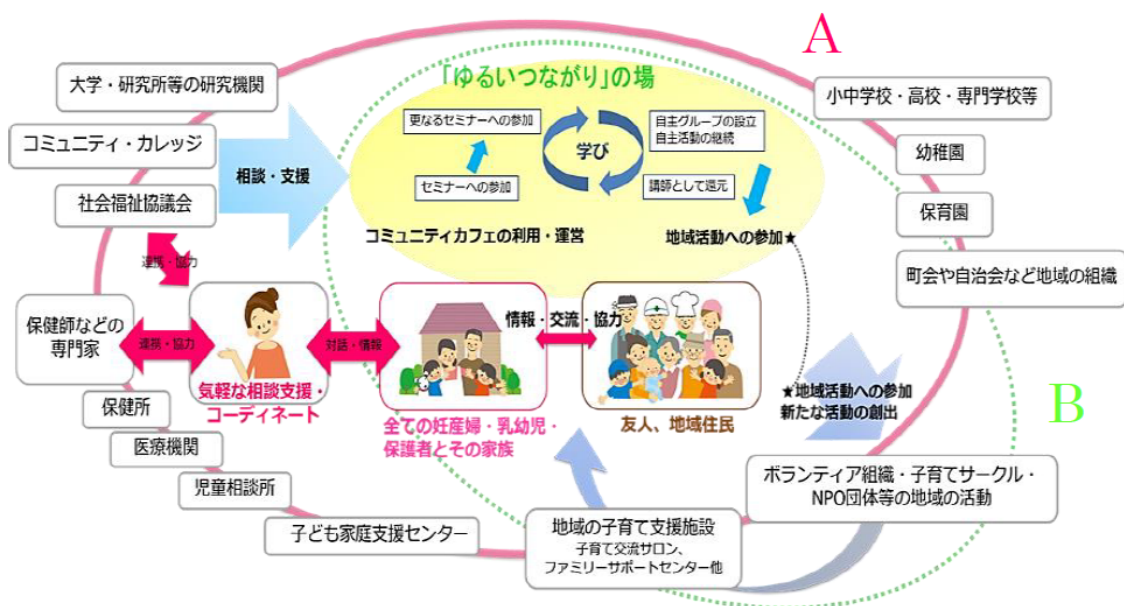 A
大学・研究所等の研究機関
コミュニティ・カレッジ
社会福祉協議会
相談・支援
「ゆるいつながり」の場
更なるセミナーへの参加
セミナーへの参加
学び
自主グループの設立
自主活動の継続
講師として還元
コミュニティカフェの利用・運営
地域活動への参加★
小中学校・高校・専門学校等
幼稚園
保育園
町会や自治会など地域の組織
連携・協力
保健師などの
専門家
連携・協力
気軽な相談支援・
コーディネート
対話・情報
全ての妊産婦・乳幼児・
保護者とその家族
情報・交流・協力
友人、地域住民
★地域活動への参加
新たな活動の創出
B
保健所
医療機関
児童相談所
子ども家庭支援センター
地域の子育て支援施設
子育て交流サロン、
ファミリーサポートセンター他
ボランティア組織・子育てサークル・
NPO団体等の地域の活動